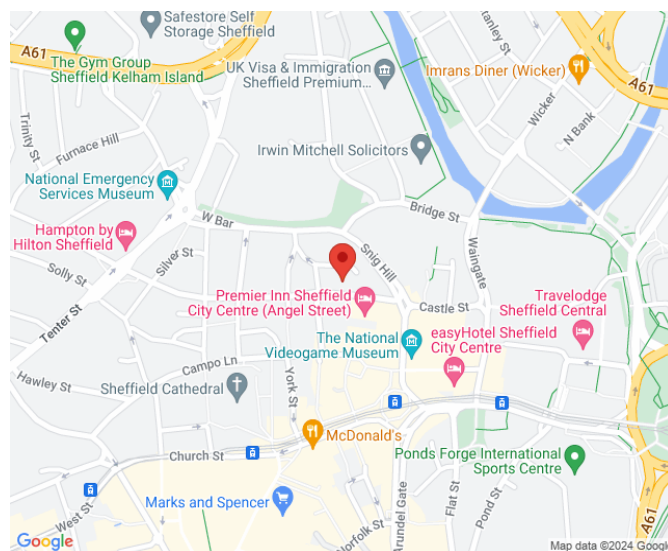 Safestore Self
Storage Sheffield
A61
The Gym Group
Sheffield Kelham Island
UK Visa & Immigration
Sheffield Premium...
Stanley St
Imrans Diner (Wicker)
A61
A61
Trinity St
Furnace Hill
Irwin Mitchell Solicitors
Wicker
N Bank
National Emergency
Services Museum
W Bar
Bridge St
Hampton by
Hilton Sheffield
Silver St
Solly St
Snig Hill
Waingate
Tenter St
Premier Inn Sheffield
City Centre (Angel Street)
Castle St
Travelodge
Sheffield Central
The National
Videogame Museum
easyHotel Sheffield
City Centre
Campo Ln
Hawley St
Sheffield Cathedral
York St
McDonald's
Church St
Ponds Forge International
Sports Centre
West St
Marks and Spencer
Norfolk St
Arundel Gate
Flat St
Pond St
A61
Google
Map data ©2024 Google